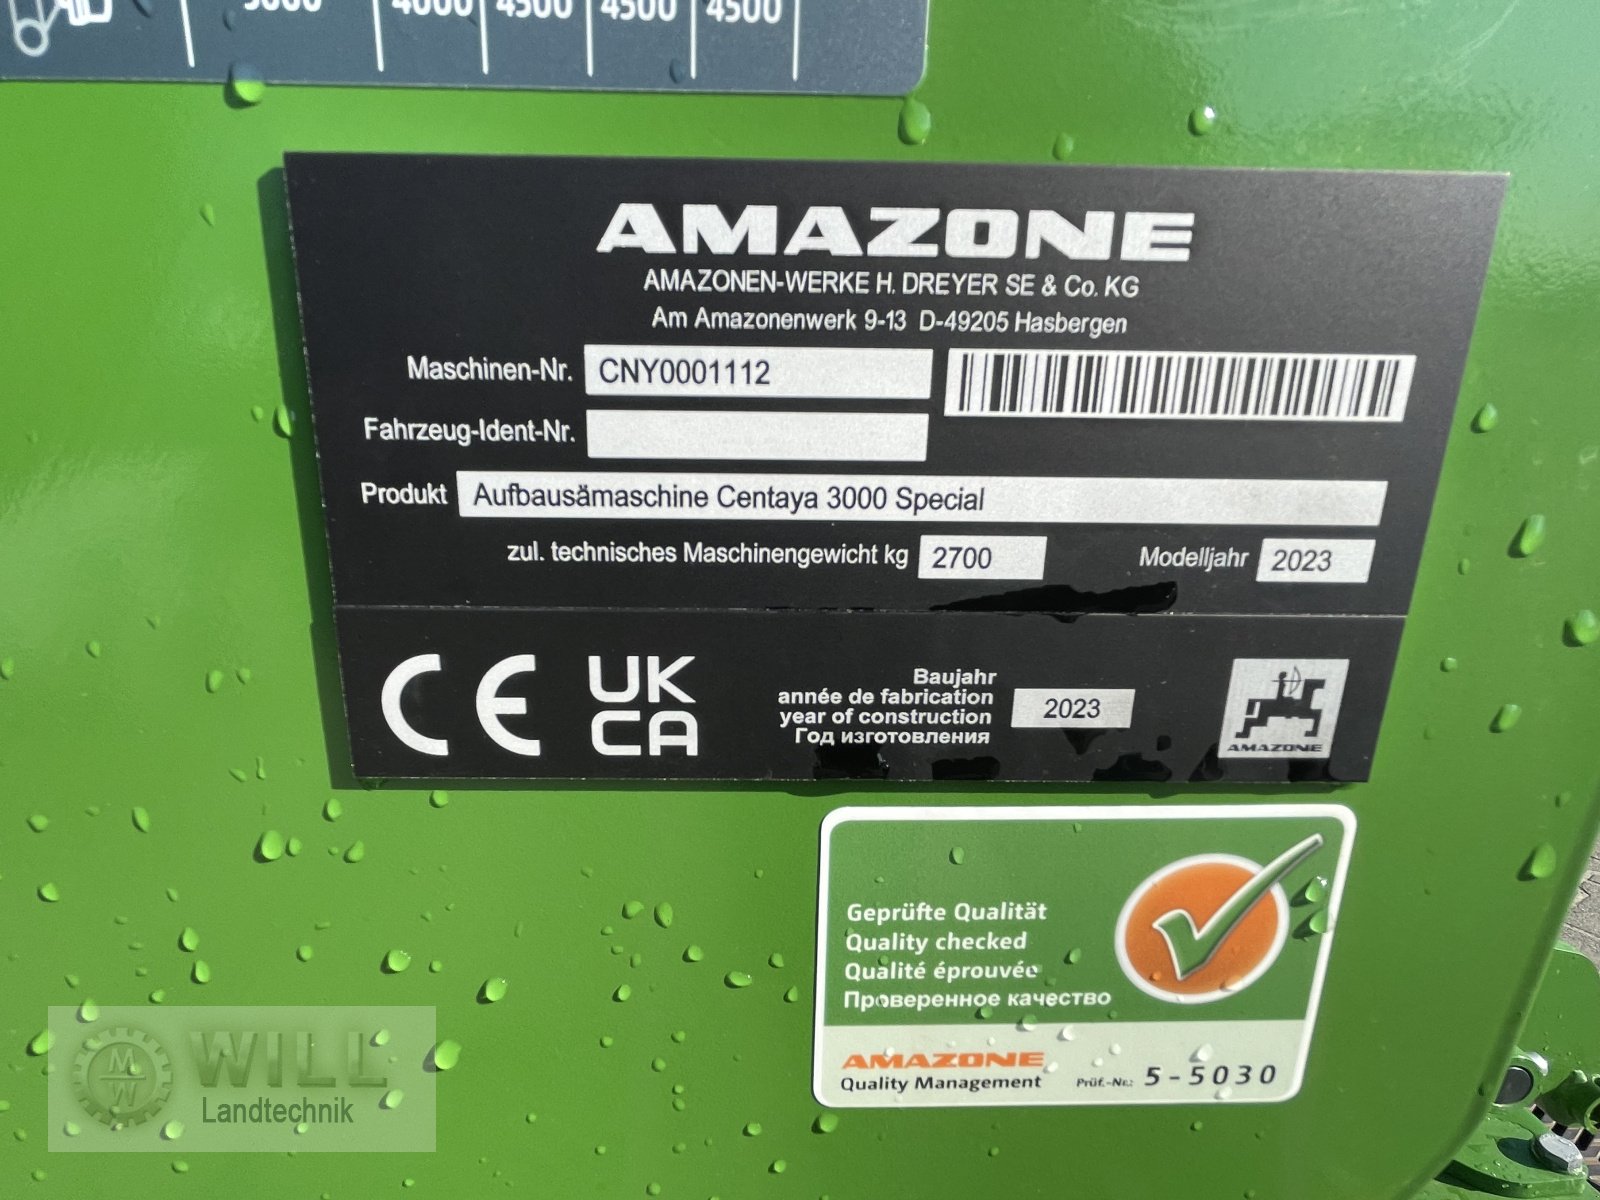 4000 4500 4500 4500
AMAZONE
AMAZONEN-WERKE H. DREYER SE & Co. KG
Am Amazonenwerk 9-13 D-49205 Hasbergen
Maschinen-Nr. CNY0001112
Fahrzeug-Ident-Nr.
Produkt Aufbausämaschine Centaya 3000 Special
zul. technisches Maschinengewicht kg 2700 Modelljahr 2023
CE UK
CA
Baujahr
année de fabrication
year of construction 2023
Год изготовления
AMAZONE
Geprüfte Qualität
Quality checked
Qualité éprouvée
Проверенное качество
AMAZONE
Quality Management Prüf.-Nr.: 5-5030
MW WILL
Landtechnik